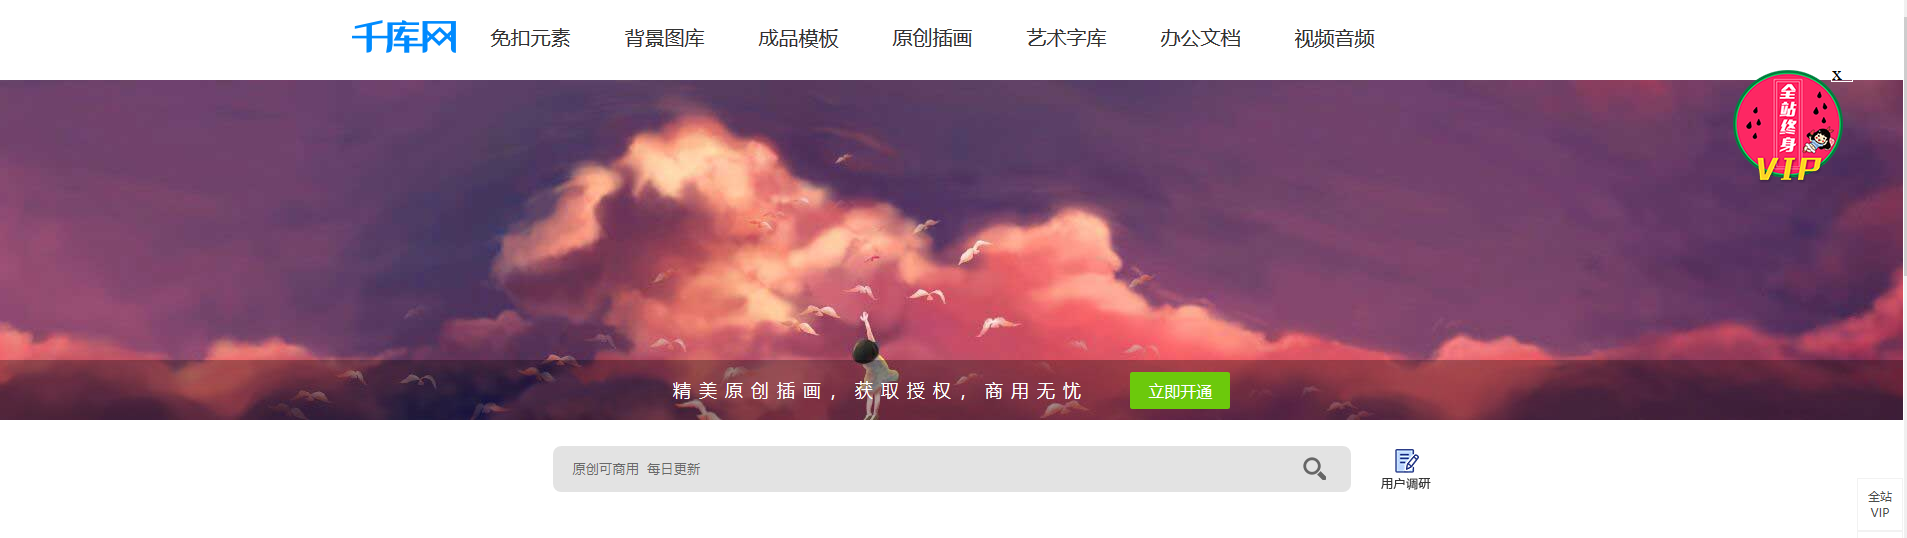 千库网 免扣元素 背景图库 成品模板 原创插画 艺术字库 办公文档 视频音频
x
全站终身
VIP
精美原创插画，获取授权，商用无忧 立即开通
原创可商用 每日更新
用户调研
全站
VIP